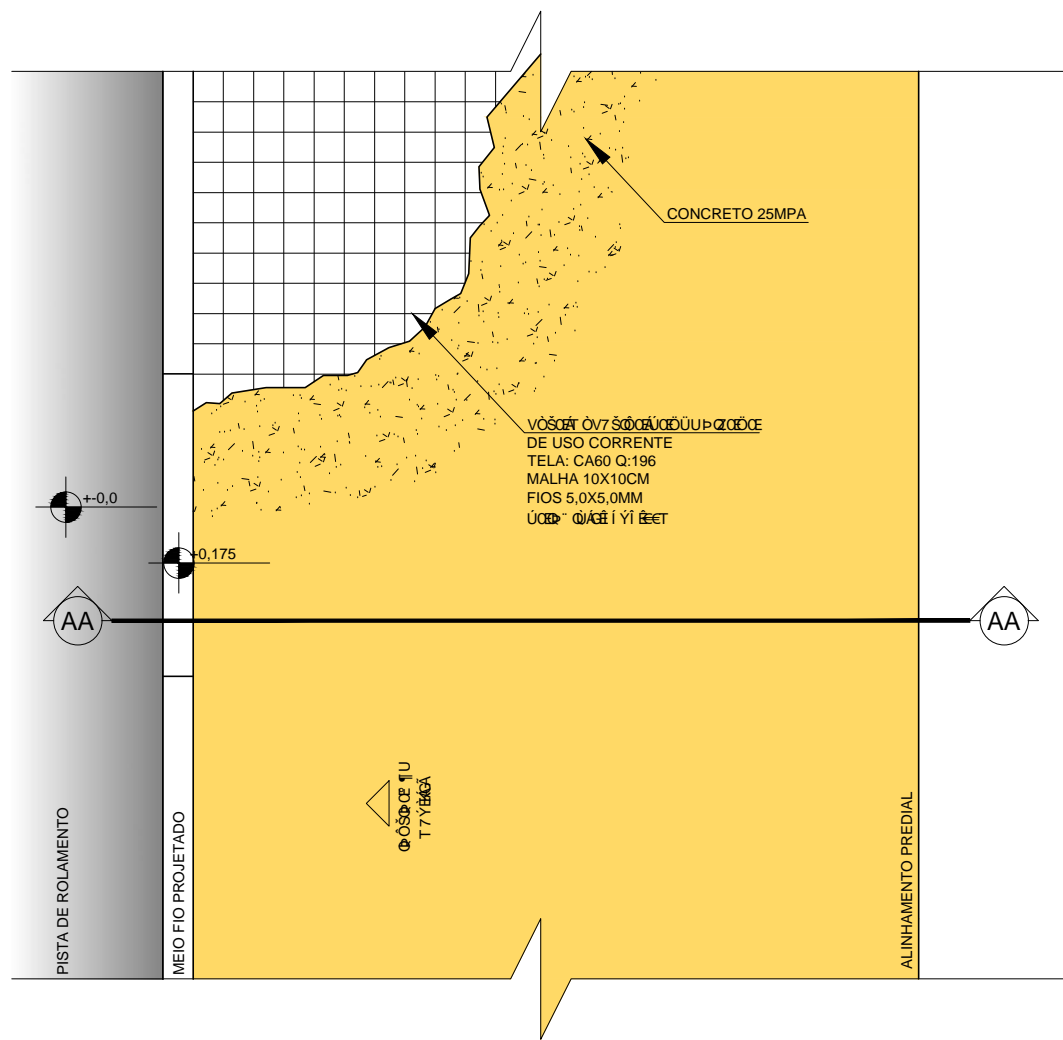 CONCRETO 25MPA
DE USO CORRENTE
TELA: CA60 Q:196
MALHA 10X10CM
FIOS 5,0X5,0MM
+-0,0
+0,175
AA
AA
PISTA DE ROLAMENTO
MEIO FIO PROJETADO
ALINHAMENTO PREDIAL